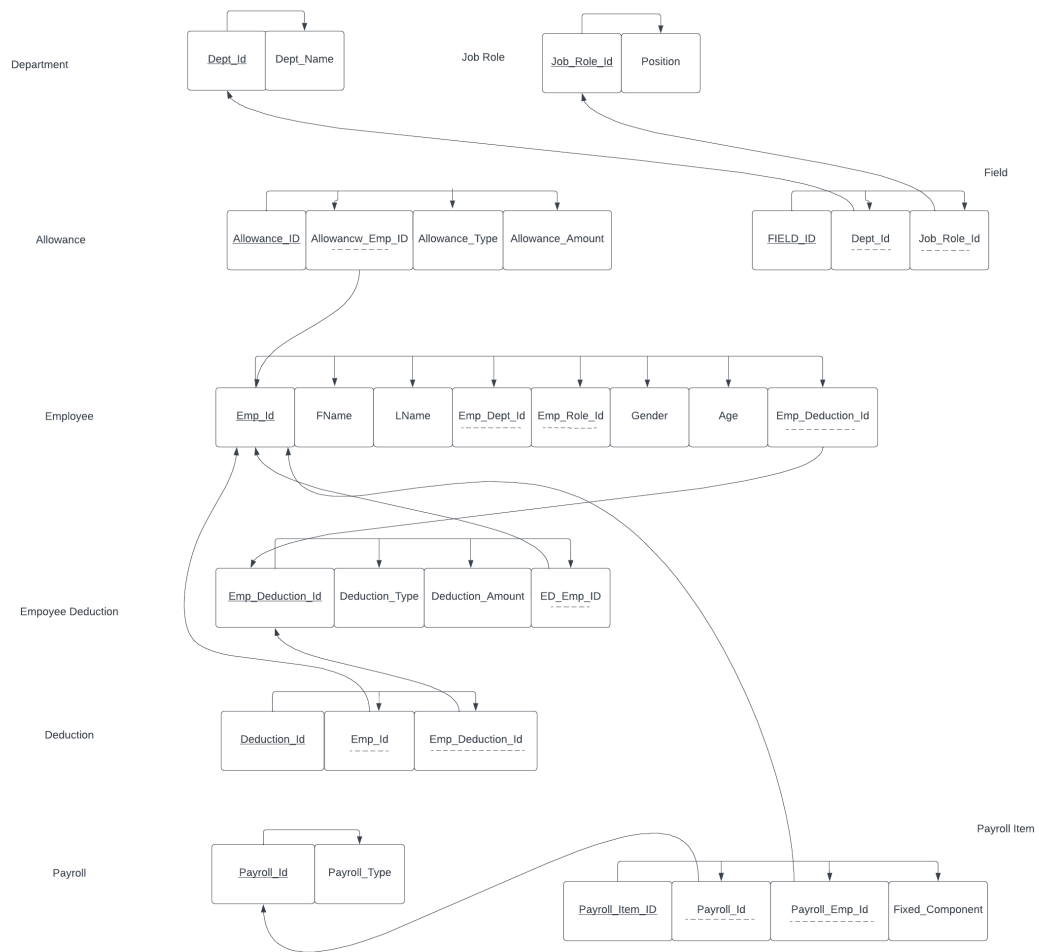 Department
Dept_Id
Dept_Name
Job Role
Job_Role_Id
Position
Field
Allowance
Allowance_ID
Allowancw_Emp_ID
Allowance_Type
Allowance_Amount
FIELD_ID
Dept_Id
Job_Role_Id
Employee
Emp_Id
FName
LName
Emp_Dept_Id
Emp_Role_Id
Gender
Age
Emp_Deduction_Id
Empoyee Deduction
Emp_Deduction_Id
Deduction_Type
Deduction_Amount
ED_Emp_ID
Deduction
Deduction_Id
Emp_Id
Emp_Deduction_Id
Payroll
Payroll_Id
Payroll_Type
Payroll Item
Payroll_Item_ID
Payroll_Id
Payroll_Emp_Id
Fixed_Component